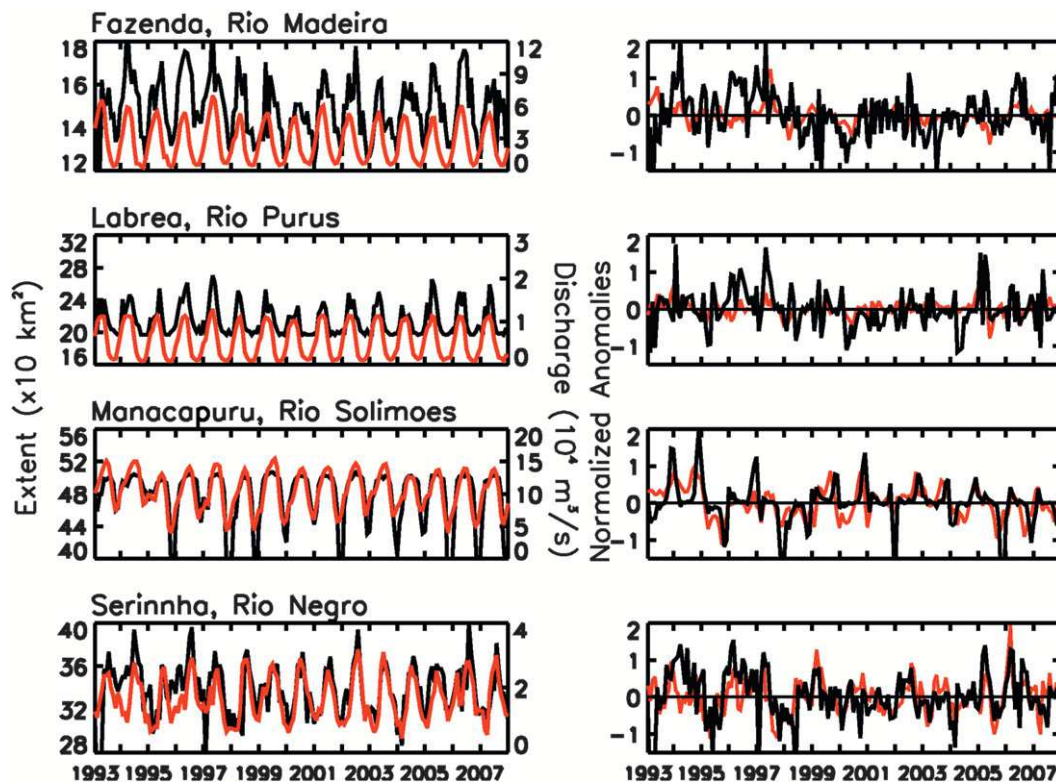 Fazenda, Rio Madeira
18 16 14 12
12 9 6 3 0
2 1 0 −1
Labrea, Rio Purus
32 28 24 20 16
3 2 1 0
2 1 0 −1
Manacapuru, Rio Solimoes
56 52 48 44 40
20 15 10 5 0
2 1 0 −1
Serinnha, Rio Negro
40 36 32 28
4 2 0
2 1 0 −1
Extent (x10 km²)
Discharge (10⁴ m³/s)
Normalized Anomalies
1993 1995 1997 1999 2001 2003 2005 2007
1993 1995 1997 1999 2001 2003 2005 2007